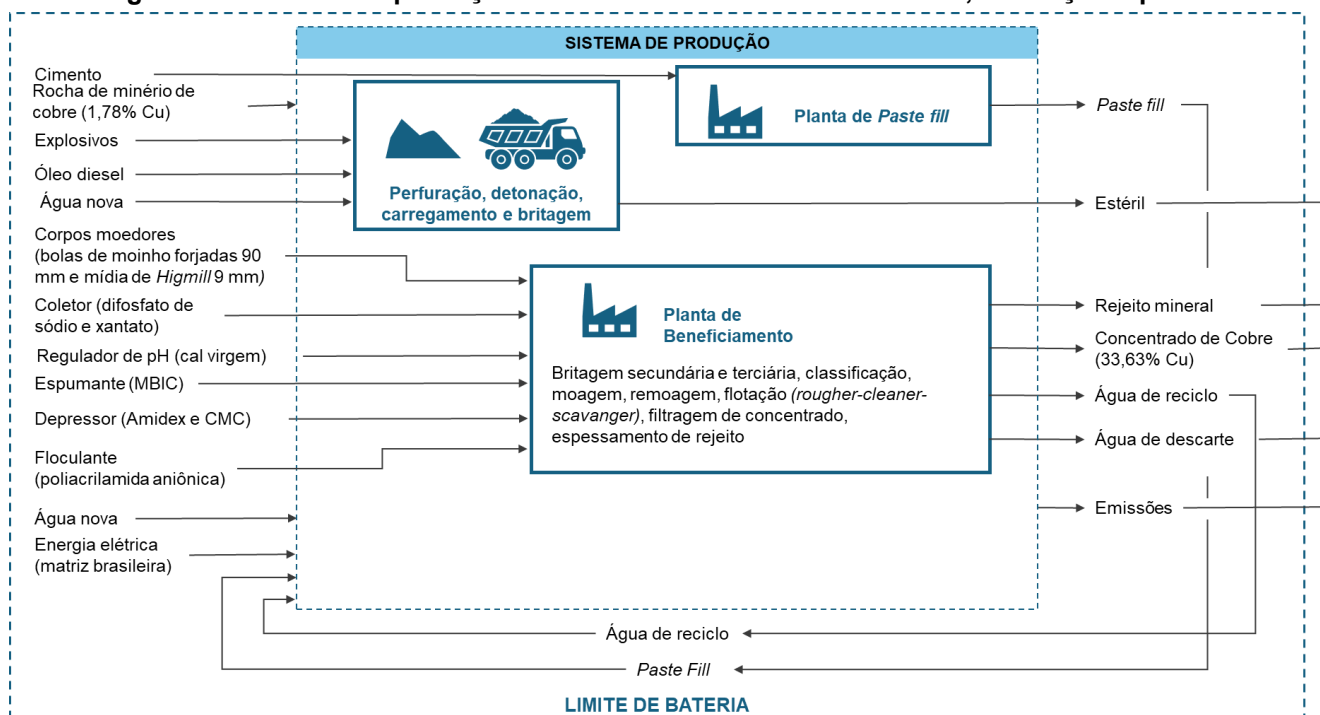 SISTEMA DE PRODUÇÃO
Cimento
Rocha de minério de
cobre (1,78% Cu)
Explosivos
Óleo diesel
Água nova
Corpos moedores
(bolas de moinho forjadas 90
mm e mídia de Higmill 9 mm)
Coletor (difosfato de
sódio e xantato)
Regulador de pH (cal virgem)
Espumante (MBIC)
Depressor (Amidex e CMC)
Floculante
(poliacrilamida aniônica)
Água nova
Energia elétrica
(matriz brasileira)
Perfuração, detonação,
carregamento e britagem
Planta de Paste fill
Planta de
Beneficiamento
Britagem secundária e terciária, classificação,
moagem, remoagem, flotação (rougher-cleaner-
scavanger), filtragem de concentrado,
espessamento de rejeito
Paste fill
Estéril
Rejeito mineral
Concentrado de Cobre
(33,63% Cu)
Água de reciclo
Água de descarte
Emissões
Água de reciclo
Paste Fill
LIMITE DE BATERIA